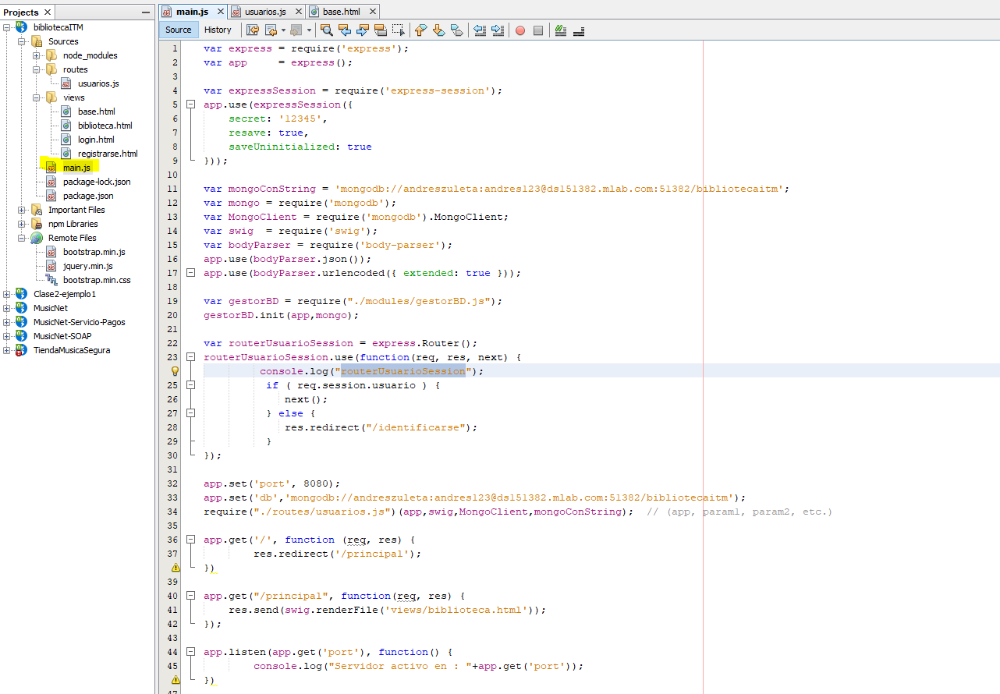 Projects
biblioteca​ITM
Sources
node_modules
routes
usuarios.js
views
base.html
biblioteca.html
login.html
registrarse.html
main.js
package-lock.json
package.json
Important Files
npm Libraries
Remote Files
bootstrap.min.js
jquery.min.js
bootstrap.min.css
Clase2-ejemplo1
MusicNet
MusicNet-Servicio-Pagos
MusicNet-SOAP
TiendaMusicaSegura
main.js usuarios.js base.html
Source History
1 var express = require('express');
2 var app     = express();
3
4 var expressSession = require('express-session');
5 app.use(expressSession({
6     secret: '12345',
7     resave: true,
8     saveUninitialized: true
9 }));
10
11 var mongoConString = 'mongodb://andreszuleta:andres123@ds151382.mlab.com:51382/bibliotecaitm';
12 var mongo = require('mongodb');
13 var MongoClient = require('mongodb').MongoClient;
14 var swig  = require('swig');
15 var bodyParser = require('body-parser');
16 app.use(bodyParser.json());
17 app.use(bodyParser.urlencoded({ extended: true }));
18
19 var gestorBD = require("./modules/gestorBD.js");
20 gestorBD.init(app,mongo);
21
22 var routerUsuarioSession = express.Router();
23 routerUsuarioSession.use(function(req, res, next) {
console.log("routerUsuarioSession");
25 if ( req.session.usuario ) {
26 next();
27 } else {
28 res.redirect("/identificarse");
29 }
30 });
31
32 app.set('port', 8080);
33 app.set('db','mongodb://andreszuleta:andres123@ds151382.mlab.com:51382/bibliotecaitm');
34 require("./routes/usuarios.js")(app,swig,MongoClient,mongoConString);  // (app, param1, param2, etc.)
35
36 app.get('/', function (req, res) {
37 res.redirect('/principal');
})
39
40 app.get("/principal", function(req, res) {
41 res.send(swig.renderFile('views/biblioteca.html'));
42 });
43
44 app.listen(app.get('port'), function() {
45 console.log("Servidor activo en : "+app.get('port'));
})
47